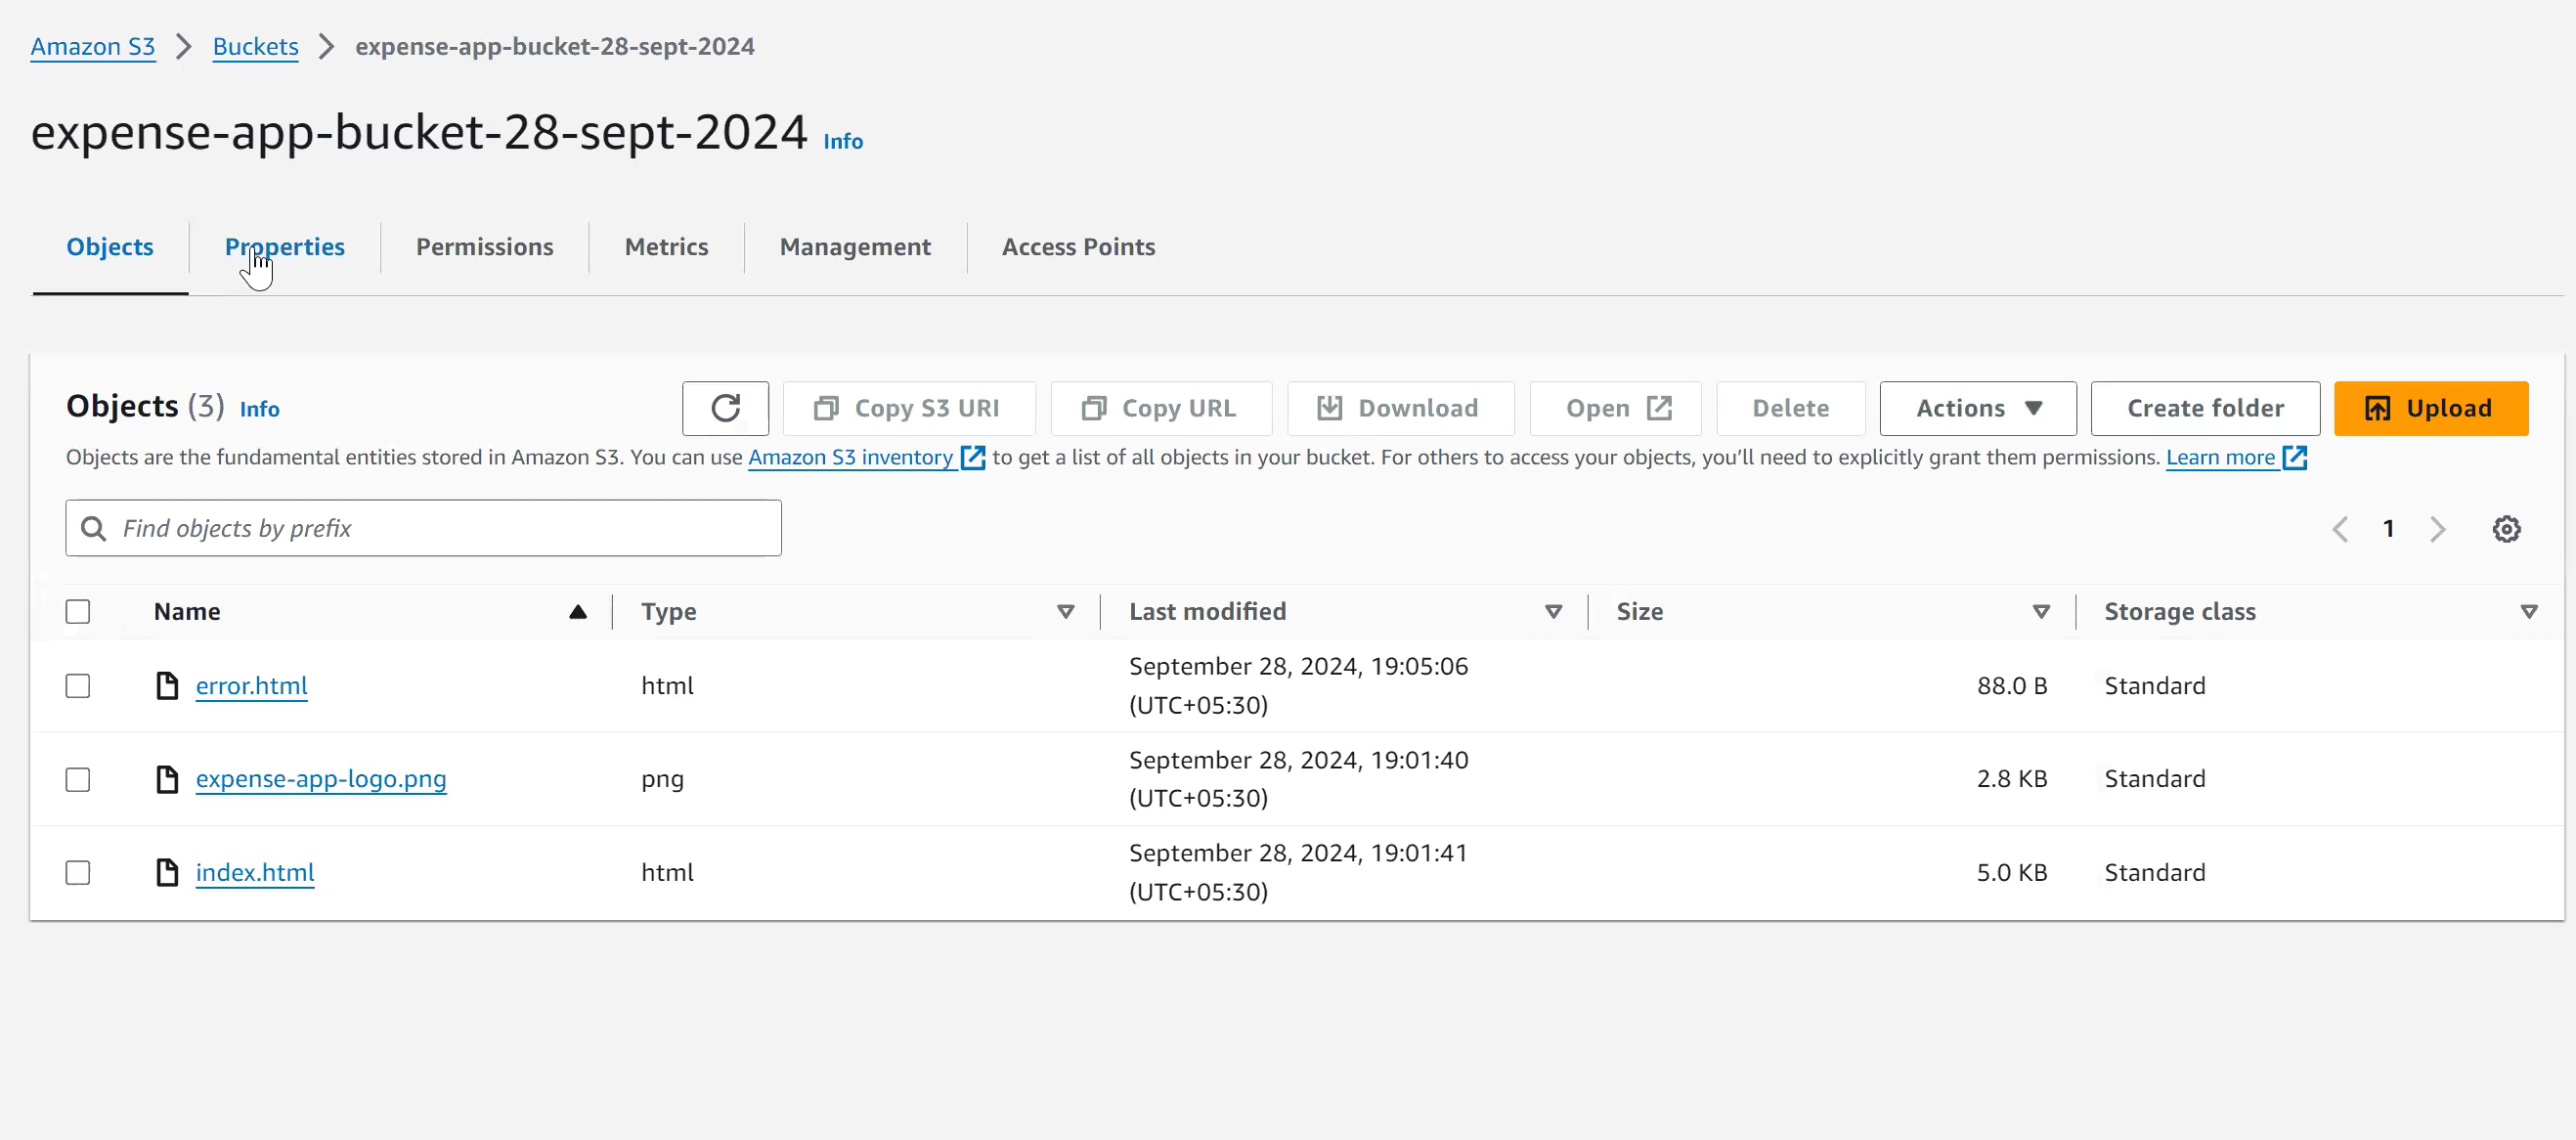 Amazon S3 > Buckets > expense-app-bucket-28-sept-2024
expense-app-bucket-28-sept-2024 Info
Objects Properties Permissions Metrics Management Access Points
Objects (3) Info Copy S3 URI Copy URL Download Open Delete Actions Create folder Upload
Objects are the fundamental entities stored in Amazon S3. You can use Amazon S3 inventory to get a list of all objects in your bucket. For others to access your objects, you'll need to explicitly grant them permissions. Learn more
Find objects by prefix 1
Name Type Last modified Size Storage class
error.html html September 28, 2024, 19:05:06 (UTC+05:30) 88.0 B Standard
expense-app-logo.png png September 28, 2024, 19:01:40 (UTC+05:30) 2.8 KB Standard
index.html html September 28, 2024, 19:01:41 (UTC+05:30) 5.0 KB Standard